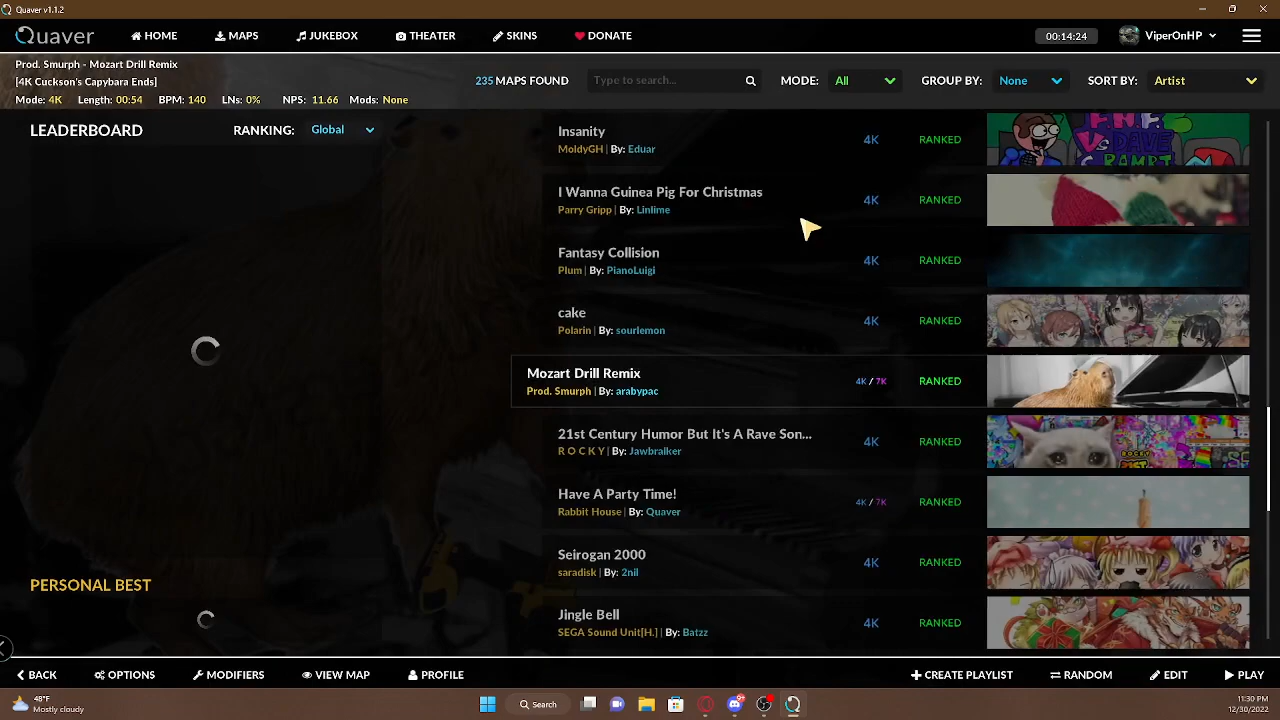 Quaver v1.1.2
Quaver HOME MAPS JUKEBOX THEATER SKINS DONATE 00:14:24 ViperOnHP
Prod. Smurph - Mozart Drill Remix
[4K Cuckson's Capybara Ends]
Mode: 4K Length: 00:54 BPM: 140 LNs: 0% NPS: 11.66 Mods: None
235 MAPS FOUND Type to search... MODE: All GROUP BY: None SORT BY: Artist
LEADERBOARD RANKING: Global
Insanity
MoldyGH | By: Eduar
4K RANKED
I Wanna Guinea Pig For Christmas
Parry Gripp | By: Linlime
4K RANKED
Fantasy Collision
Plum | By: PianoLuigi
4K RANKED
cake
Polarin | By: sourlemon
4K RANKED
Mozart Drill Remix
Prod. Smurph | By: arabypac
4K / 7K RANKED
21st Century Humor But It's A Rave Son...
R O C K Y | By: Jawbralker
4K RANKED
Have A Party Time!
Rabbit House | By: Quaver
4K / 7K RANKED
Seirogan 2000
saradisk | By: 2nil
4K RANKED
Jingle Bell
SEGA Sound Unit[H.] | By: Batzz
4K RANKED
PERSONAL BEST
BACK OPTIONS MODIFIERS VIEW MAP PROFILE CREATE PLAYLIST RANDOM EDIT PLAY
48°F
Mostly cloudy
Search
11:30 PM
12/30/2022